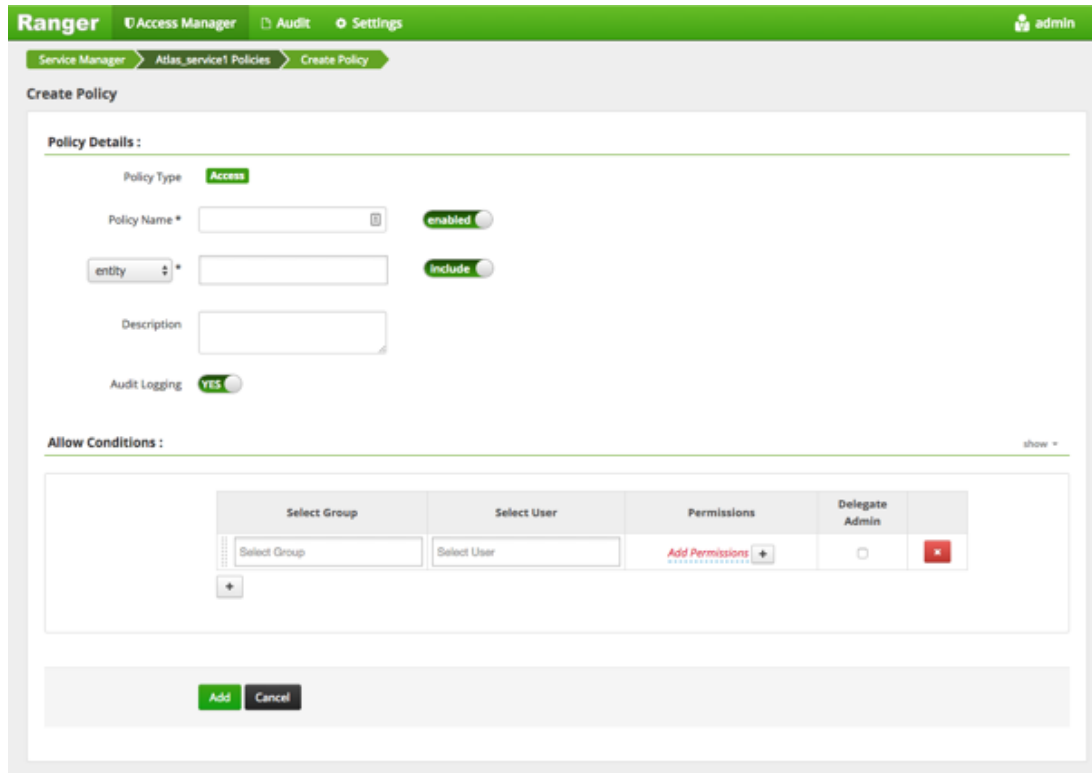 Ranger Access Manager Audit Settings admin
Service Manager Atlas_service1 Policies Create Policy
Create Policy
Policy Details :
Policy Type Access
Policy Name * enabled
entity * include
Description
Audit Logging YES
Allow Conditions : show
Select Group Select User Permissions Delegate Admin
Select Group Select User Add Permissions +
+
Add Cancel